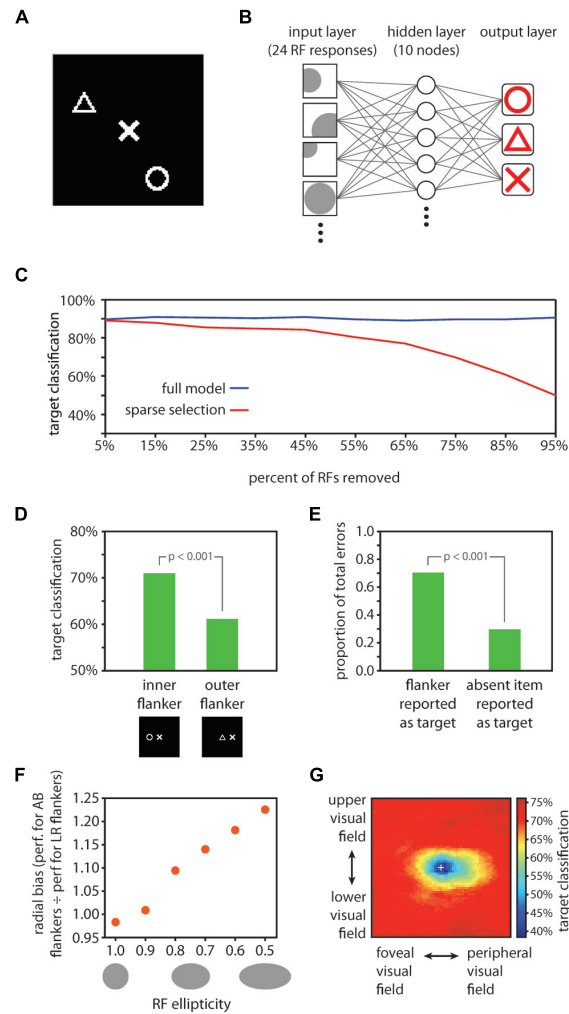 A
B
input layer
(24 RF responses)
hidden layer
(10 nodes)
output layer
C
target classification
100%
80%
60%
40%
full model
sparse selection
5%
15%
25%
35%
45%
55%
65%
75%
85%
95%
percent of RFs removed
D
target classification
80%
70%
60%
50%
p < 0.001
inner
flanker
outer
flanker
E
proportion of total errors
1.0
0.8
0.6
0.4
0.2
0.0
p < 0.001
flanker
reported
as target
absent item
reported
as target
F
radial bias (perf. for AB
flankers ÷ perf for LR flankers)
1.25
1.20
1.15
1.10
1.05
1.00
0.95
1.0
0.9
0.8
0.7
0.6
0.5
RF ellipticity
G
upper
visual
field
lower
visual
field
foveal
visual
field
peripheral
visual
field
75%
70%
65%
60%
55%
50%
45%
40%
target classification